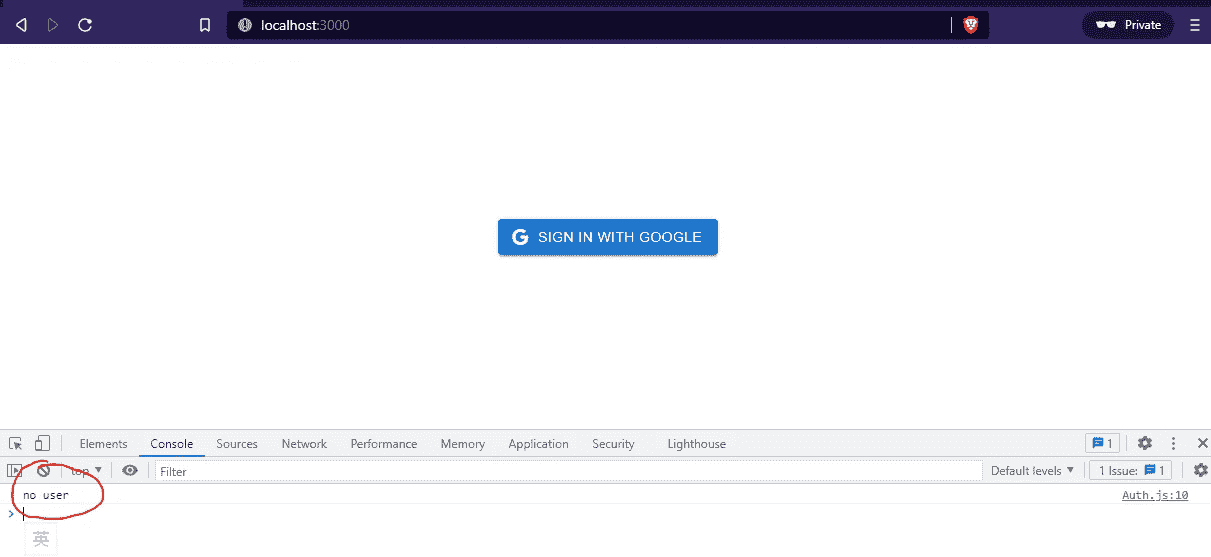 localhost:3000
Private
SIGN IN WITH GOOGLE
Elements Console Sources Network Performance Memory Application Security Lighthouse 1
top Filter Default levels 1 Issue: 1
no user Auth.js:10
英